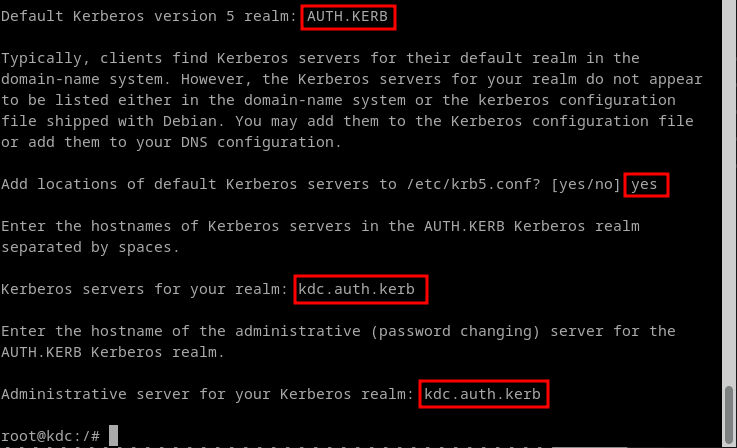 Default Kerberos version 5 realm: AUTH.KERB
Typically, clients find Kerberos servers for their default realm in the
domain-name system. However, the Kerberos servers for your realm do not appear
to be listed either in the domain-name system or the kerberos configuration
file shipped with Debian. You may add them to the Kerberos configuration file
or add them to your DNS configuration.
Add locations of default Kerberos servers to /etc/krb5.conf? [yes/no] yes
Enter the hostnames of Kerberos servers in the AUTH.KERB Kerberos realm
separated by spaces.
Kerberos servers for your realm: kdc.auth.kerb
Enter the hostname of the administrative (password changing) server for the
AUTH.KERB Kerberos realm.
Administrative server for your Kerberos realm: kdc.auth.kerb
root@kdc:/#